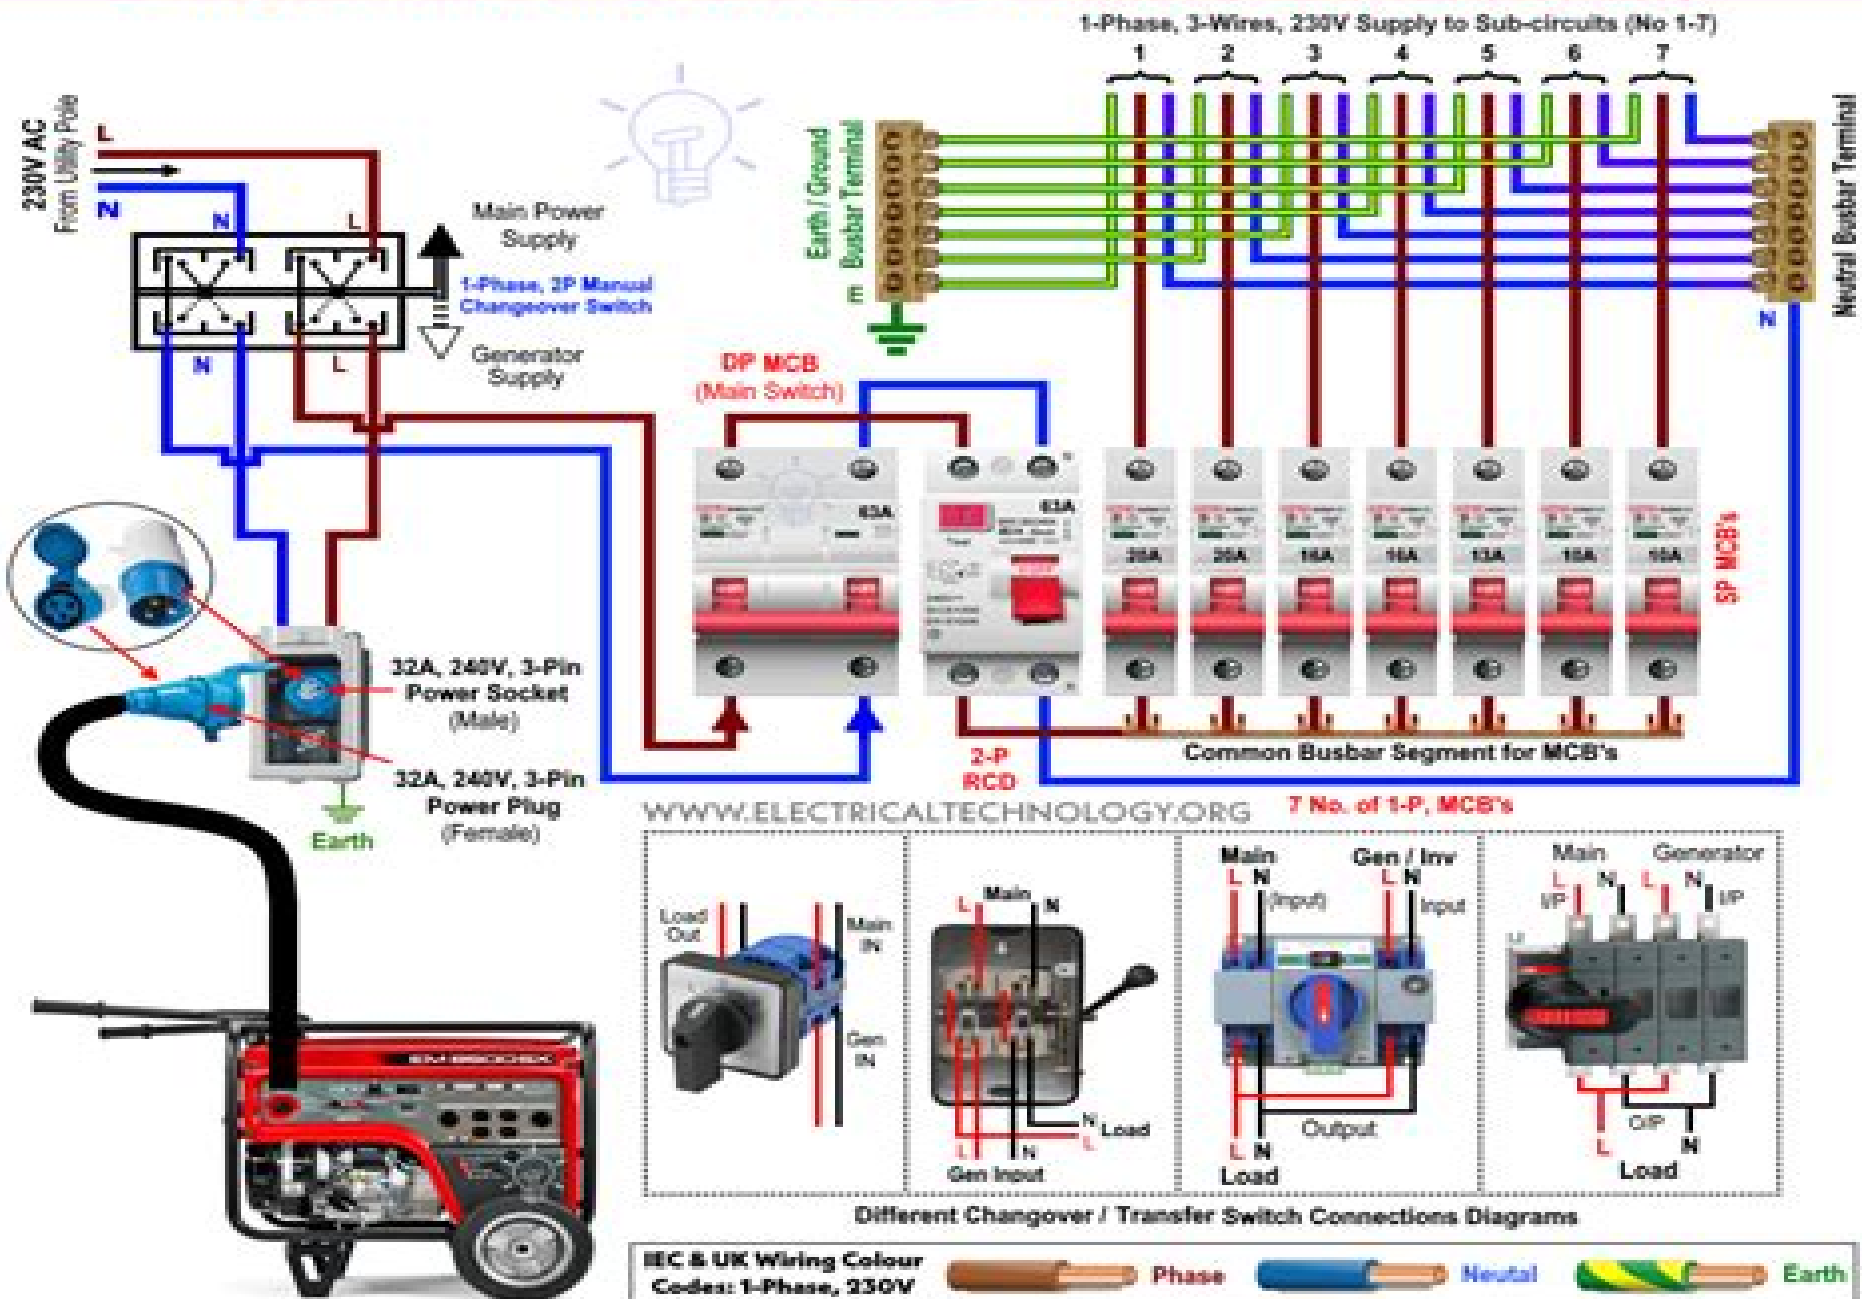 1-Phase, 3-Wires, 230V Supply to Sub-circuits (No 1-7)
1 2 3 4 5 6 7
230V AC
From Utility Pole
L
N
N
L
Main Power
Supply
1-Phase, 2P Manual
Changeover Switch
Generator
Supply
N
L
Earth / Ground
Busbar Terminal
E
Neutral Busbar Terminal
N
DP MCB
(Main Switch)
63A
63A
20A
20A
16A
16A
13A
10A
10A
SP MCB's
2-P
RCD
Common Busbar Segment for MCB's
7 No. of 1-P, MCB's
32A, 240V, 3-Pin
Power Socket
(Male)
32A, 240V, 3-Pin
Power Plug
(Female)
Earth
WWW.ELECTRICALTECHNOLOGY.ORG
Load
Out
Main
IN
Gen
IN
Main
L
N
N
L
Load
L
N
Gen Input
Main
L N
(Input)
Gen / Inv
L N
Input
Output
L N
Load
Main
Generator
L N L N
I/P
I/P
O/P
L
N
Load
Different Changover / Transfer Switch Connections Diagrams
IEC & UK Wiring Colour
Codes: 1-Phase, 230V
Phase
Neutal
Earth